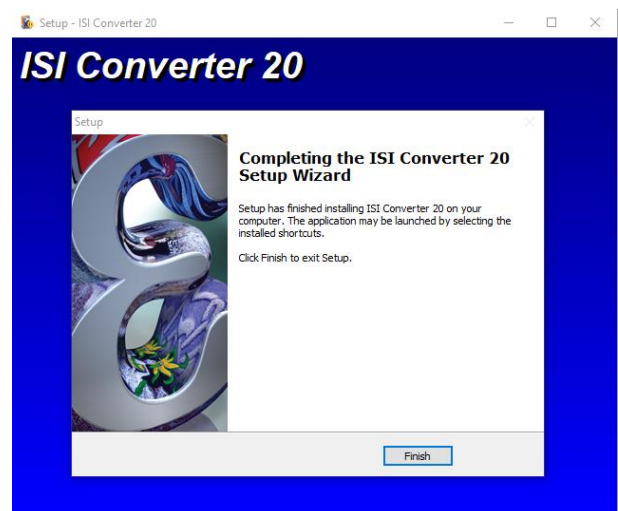 Setup - ISI Converter 20
ISI Converter 20
Setup
Completing the ISI Converter 20
Setup Wizard
Setup has finished installing ISI Converter 20 on your
computer. The application may be launched by selecting the
installed shortcuts.
Click Finish to exit Setup.
Finish